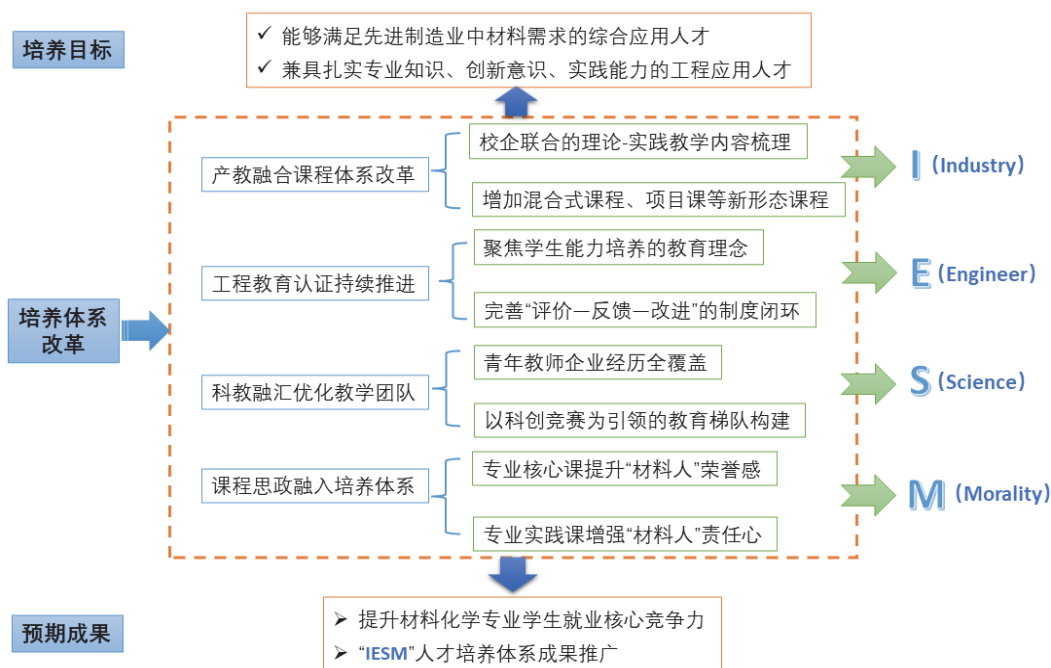 培养目标
✓ 能够满足先进制造业中材料需求的综合应用人才
✓ 兼具扎实专业知识、创新意识、实践能力的工程应用人才
培养体系
改革
产教融合课程体系改革
校企联合的理论-实践教学内容梳理
增加混合式课程、项目课等新形态课程
I (Industry)
工程教育认证持续推进
聚焦学生能力培养的教育理念
完善“评价—反馈—改进”的制度闭环
E (Engineer)
科教融汇优化教学团队
青年教师企业经历全覆盖
以科创竞赛为引领的教育梯队构建
S (Science)
课程思政融入培养体系
专业核心课提升“材料人”荣誉感
专业实践课增强“材料人”责任心
M (Morality)
预期成果
➢ 提升材料化学专业学生就业核心竞争力
➢ “IESM”人才培养体系成果推广